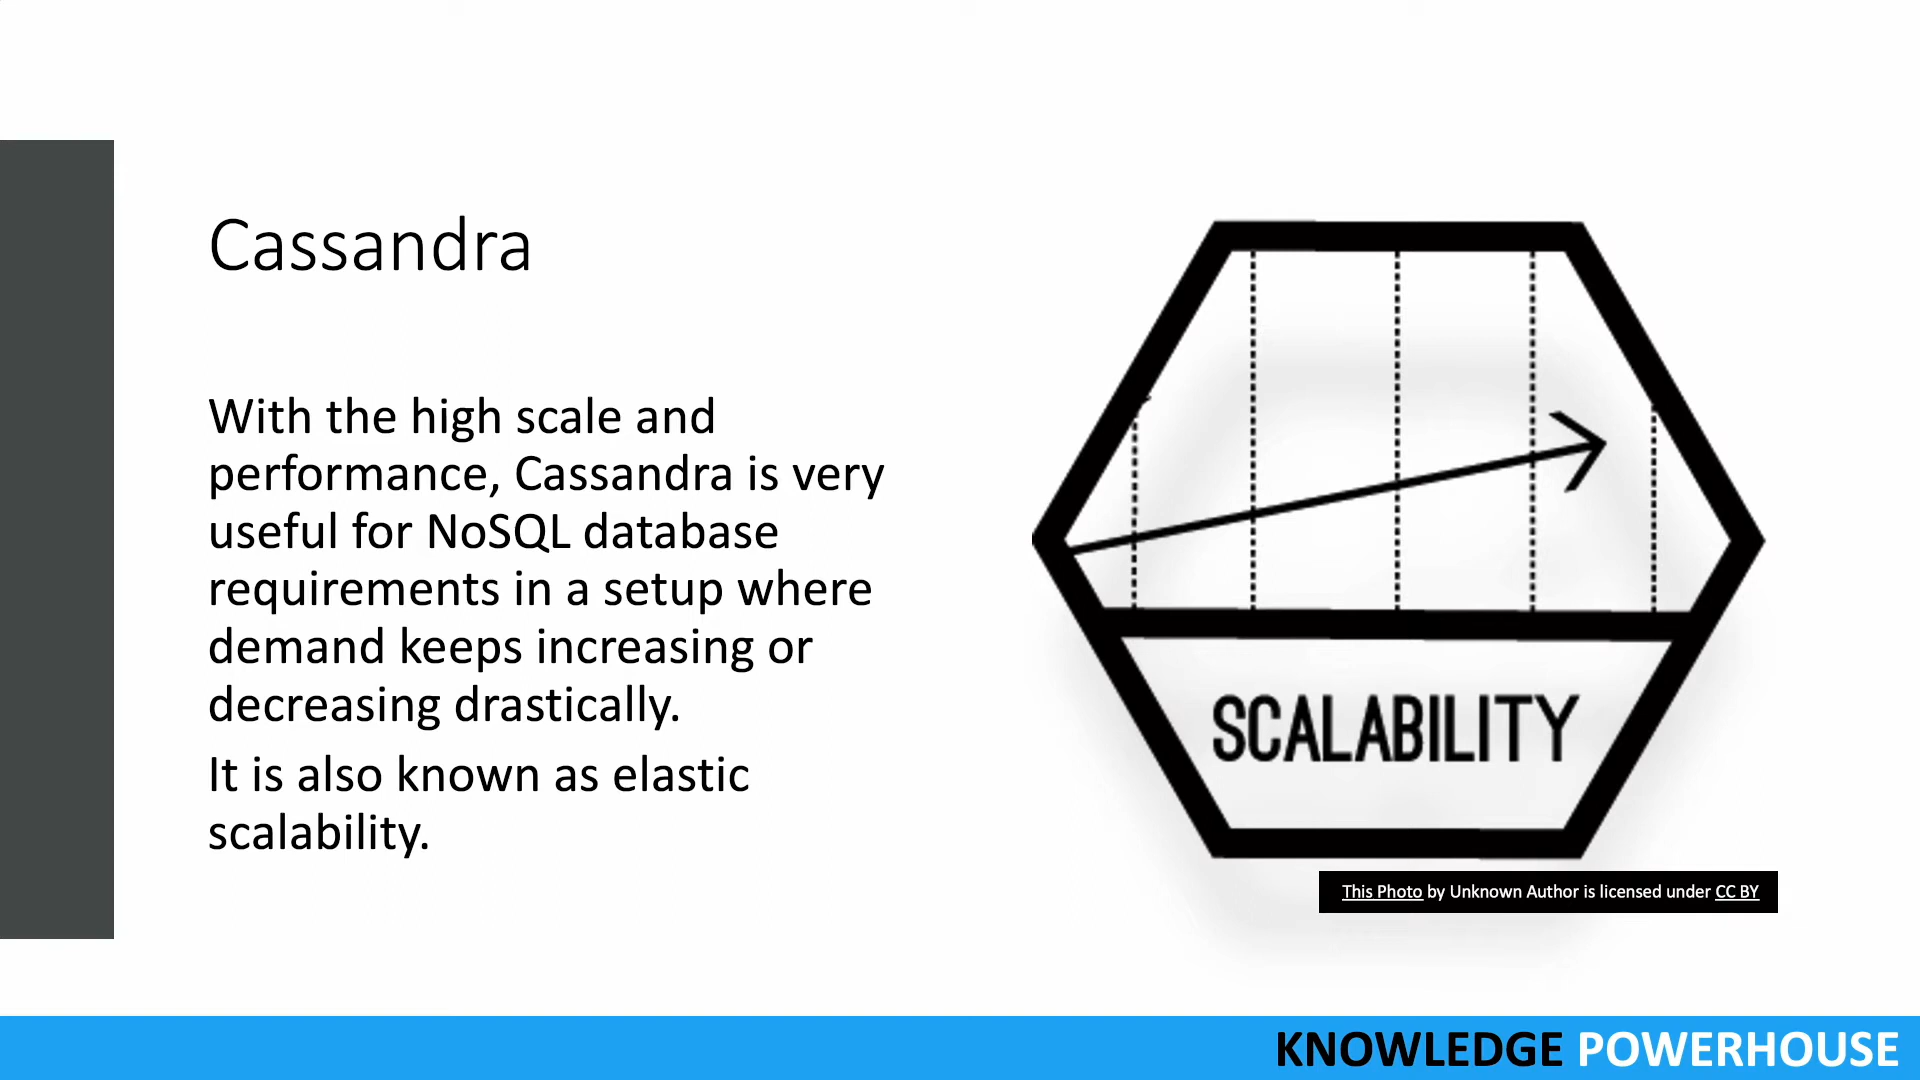 Cassandra
With the high scale and
performance, Cassandra is very
useful for NoSQL database
requirements in a setup where
demand keeps increasing or
decreasing drastically.
It is also known as elastic
scalability.
SCALABILITY
This Photo by Unknown Author is licensed under CC BY
KNOWLEDGE POWERHOUSE